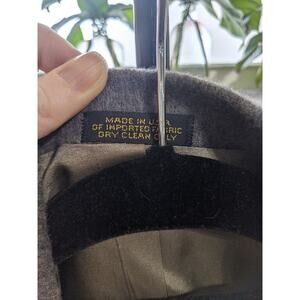 MADE IN U.S.A.
OF IMPORTED FABRIC
DRY CLEAN ONLY